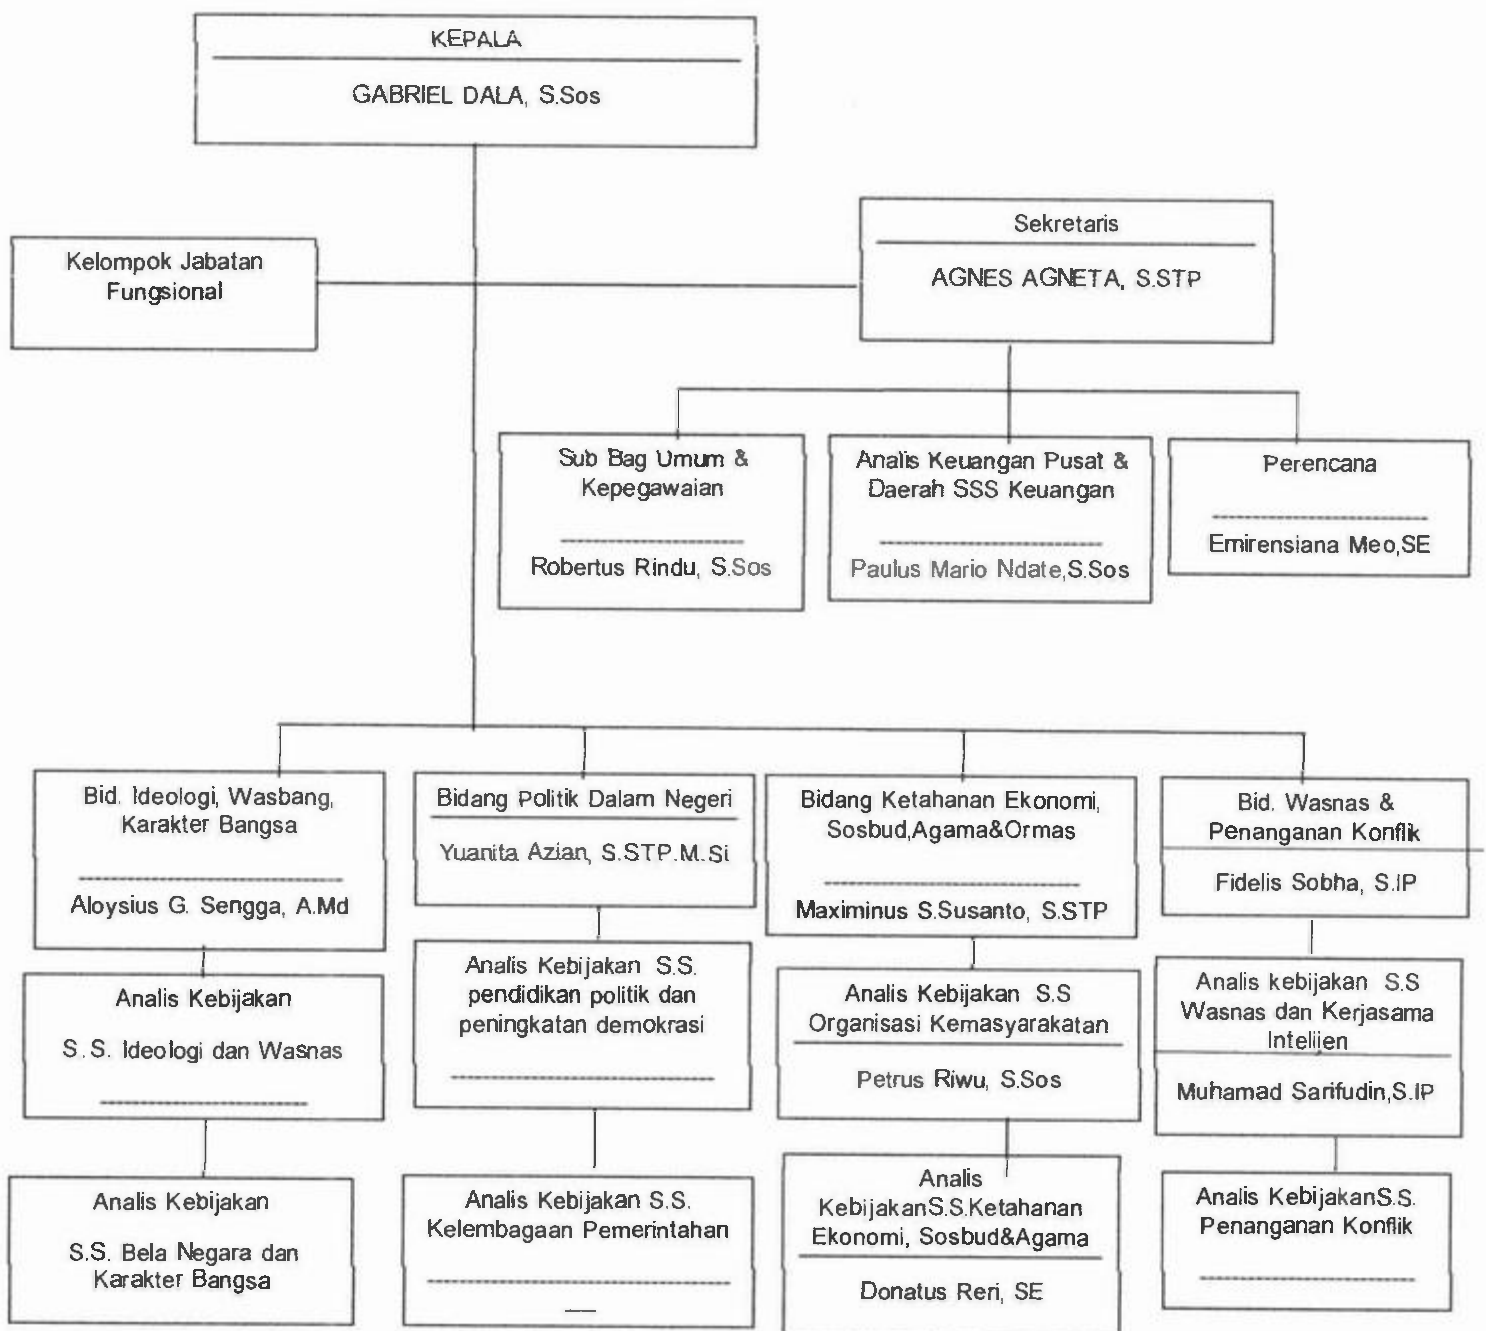 KEPALA
GABRIEL DALA, S.Sos
Sekretaris
AGNES AGNETA, S.STP
Kelompok Jabatan
Fungsional
Sub Bag Umum &
Kepegawaian
Robertus Rindu, S.Sos
Analis Keuangan Pusat &
Daerah SSS Keuangan
Paulus Mario Ndate,S.Sos
Perencana
Emirensiana Meo,SE
Bid. Ideologi, Wasbang,
Karakter Bangsa
Aloysius G. Sengga, A.Md
Bidang Politik Dalam Negeri
Yuanita Azian, S.STP.M.Si
Bidang Ketahanan Ekonomi,
Sosbud,Agama&Ormas
Maximinus S.Susanto, S.STP
Bid. Wasnas &
Penanganan Konflik
Fidelis Sobha, S.IP
Analis Kebijakan
S.S. Ideologi dan Wasnas
Analis Kebijakan S.S.
pendidikan politik dan
peningkatan demokrasi
Analis Kebijakan S.S
Organisasi Kemasyarakatan
Petrus Riwu, S.Sos
Analis kebijakan S.S
Wasnas dan Kerjasama
Intelijen
Muhamad Sarifudin,S.IP
Analis Kebijakan
S.S. Bela Negara dan
Karakter Bangsa
Analis Kebijakan S.S.
Kelembagaan Pemerintahan
Analis
KebijakanS.S.Ketahanan
Ekonomi, Sosbud&Agama
Donatus Reri, SE
Analis KebijakanS.S.
Penanganan Konflik